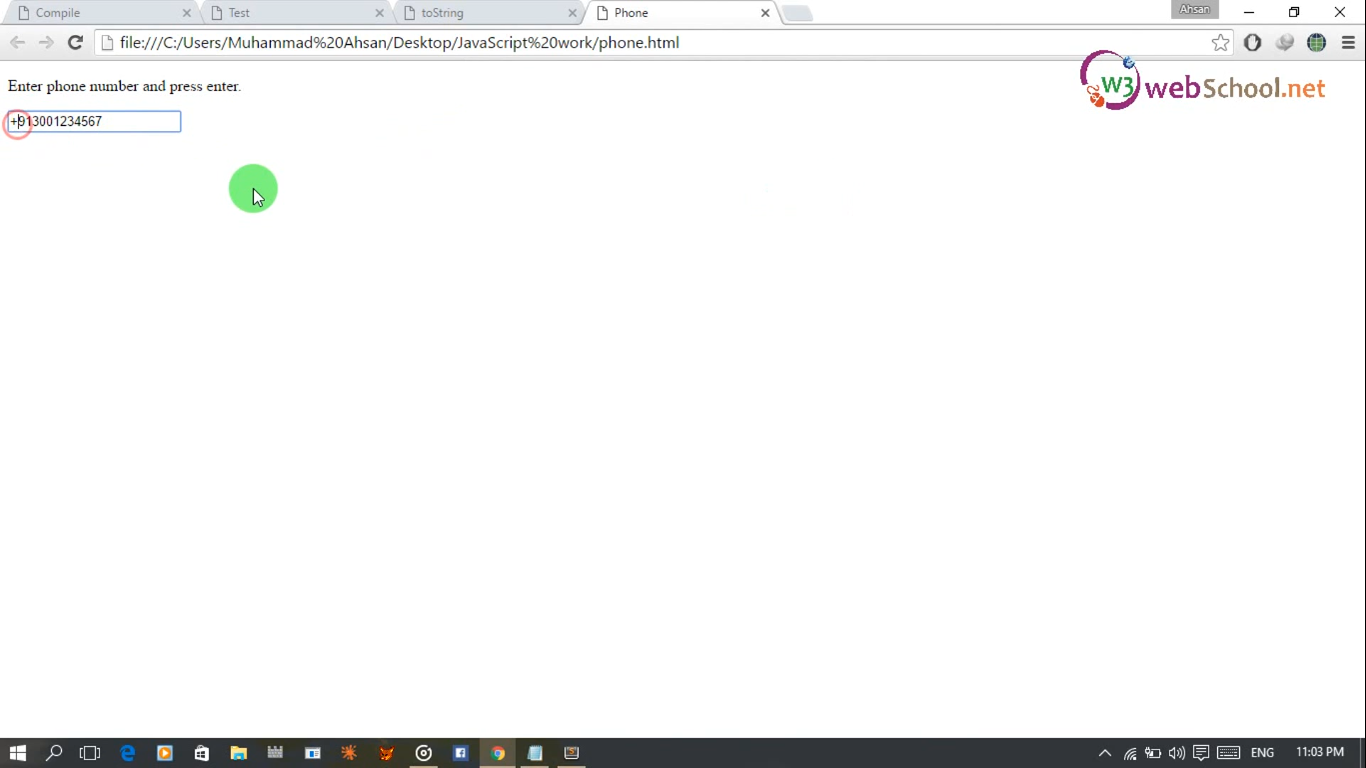 Compile
Test
toString
Phone
Ahsan
file:///C:/Users/Muhammad%20Ahsan/Desktop/JavaScript%20work/phone.html
Enter phone number and press enter.
W3 webSchool.net
+913001234567
ENG
11:03 PM